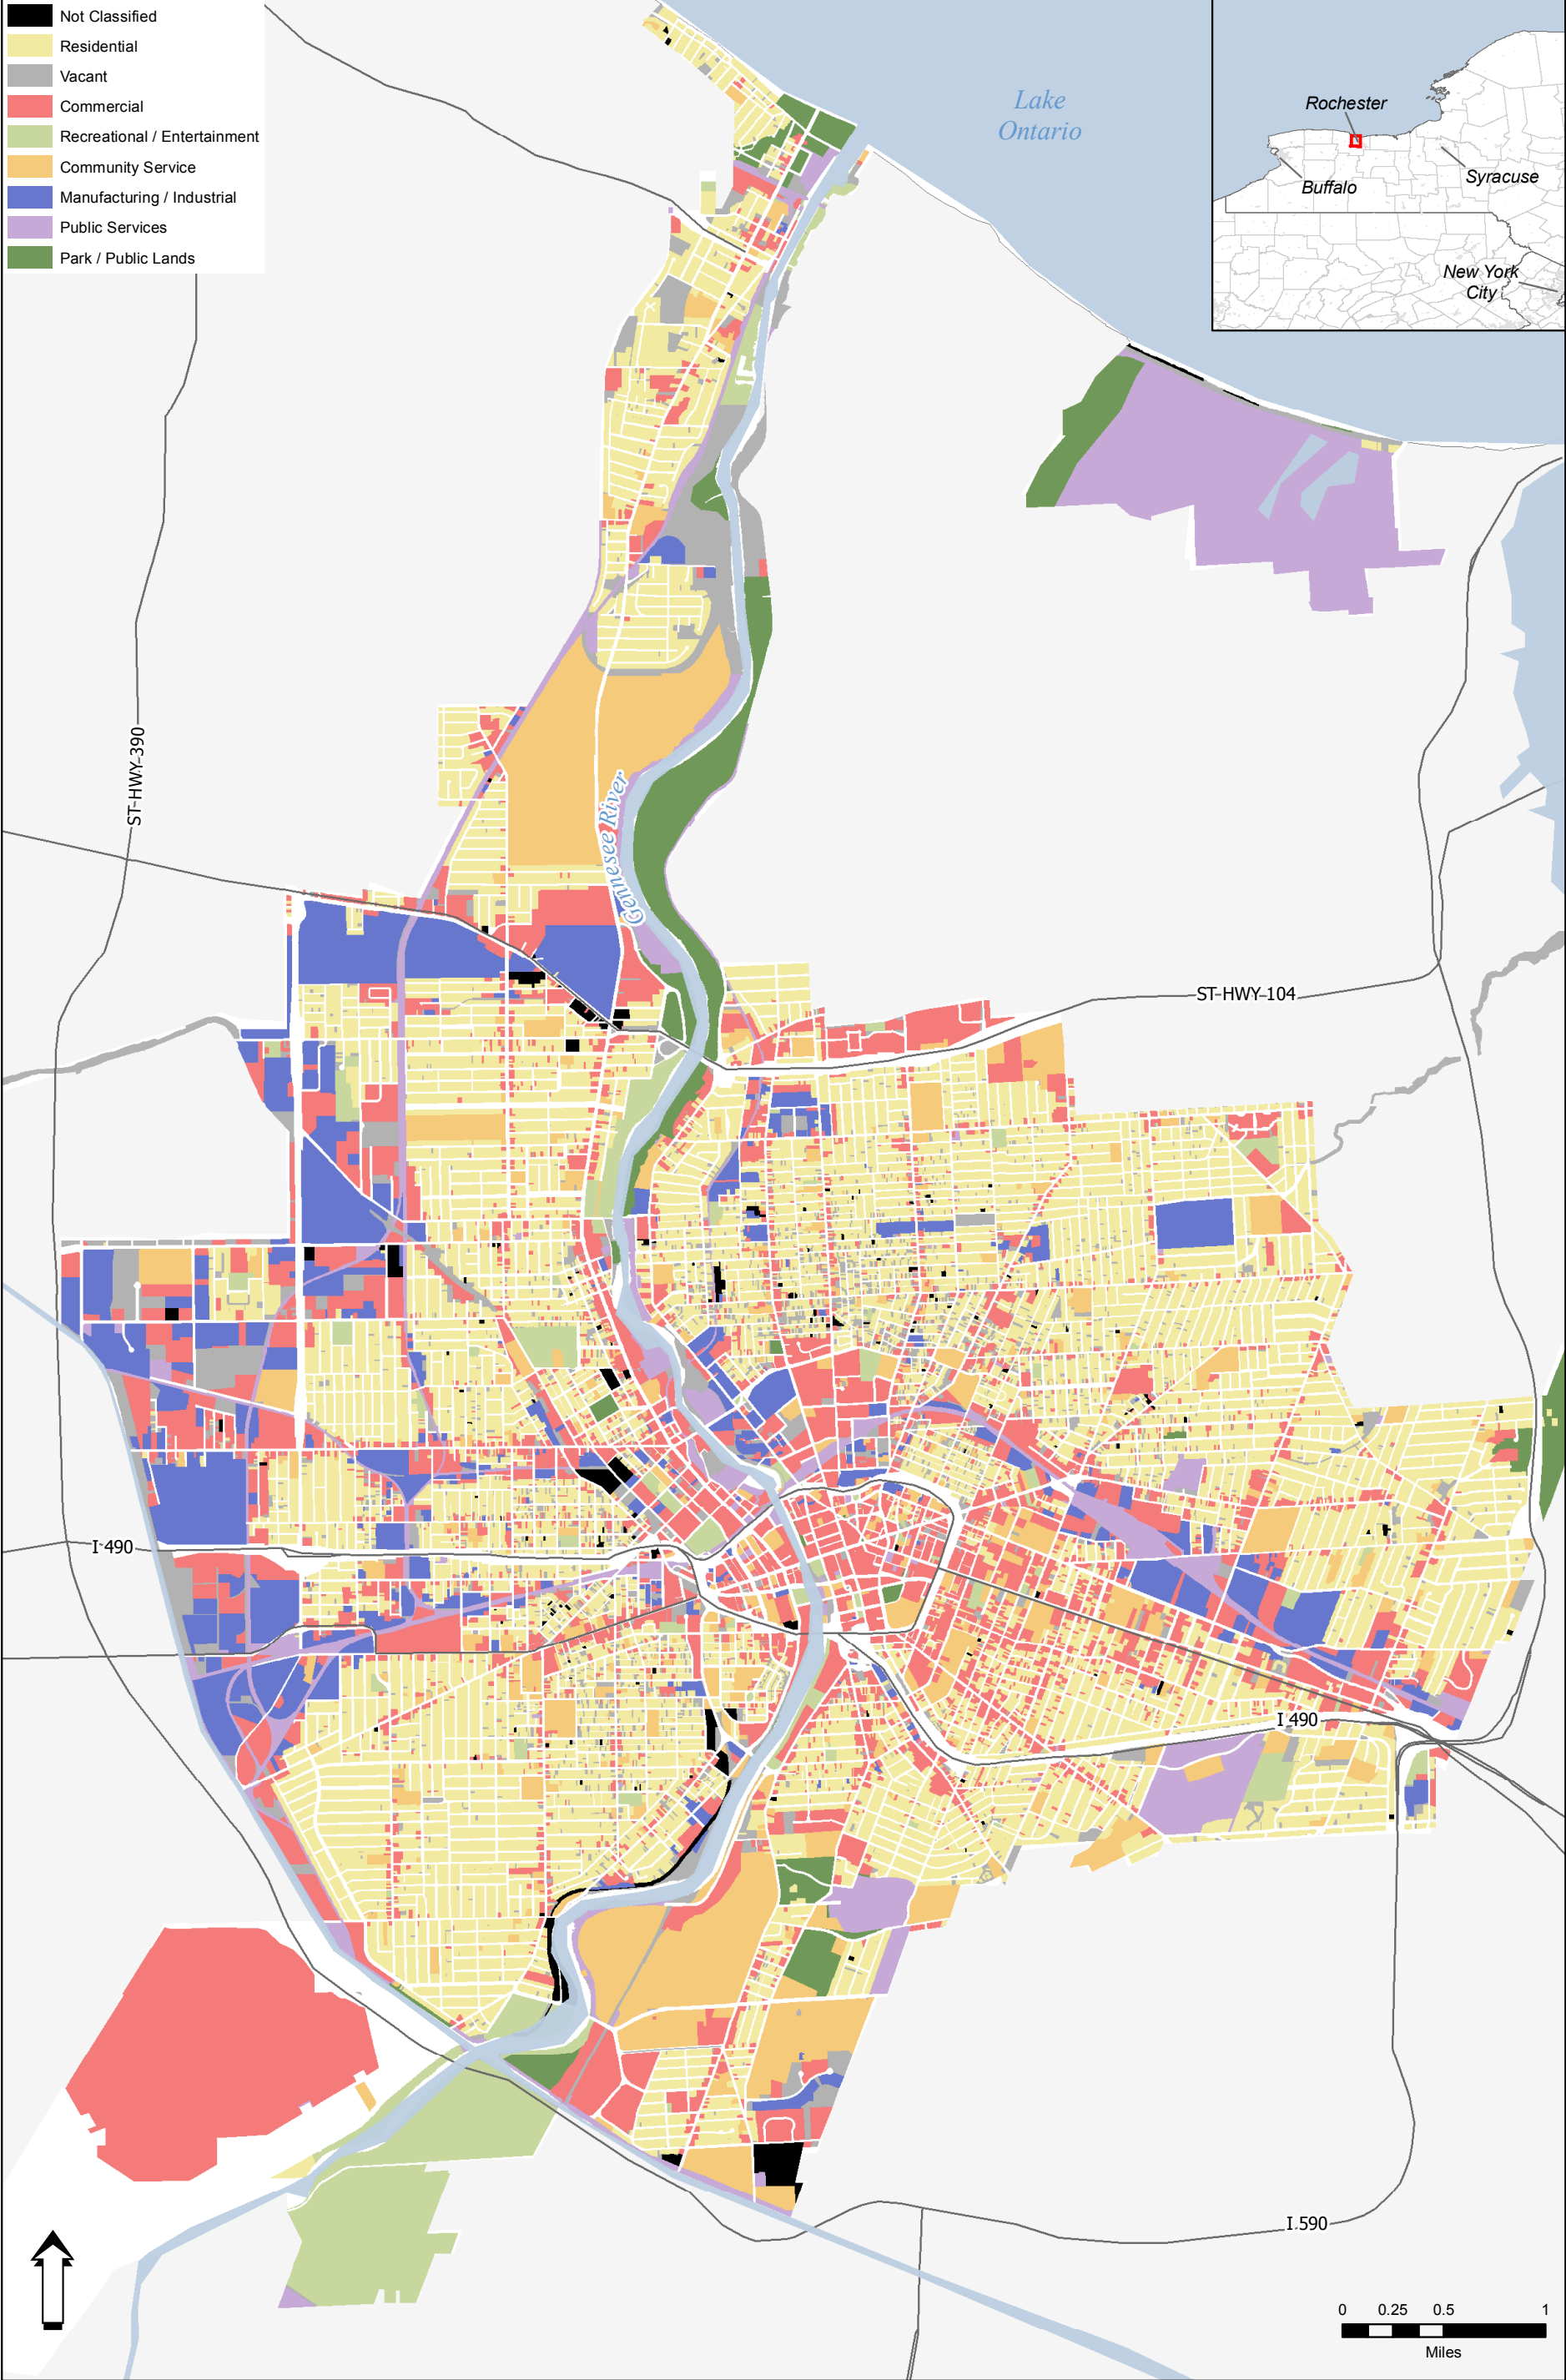 Not Classified
Residential
Vacant
Commercial
Recreational / Entertainment
Community Service
Manufacturing / Industrial
Public Services
Park / Public Lands
Lake
Ontario
Rochester
Buffalo
Syracuse
New York
City
ST HWY 390
Gennesee River
ST HWY 104
I 490
I 490
I 590
0 0.25 0.5 1
Miles